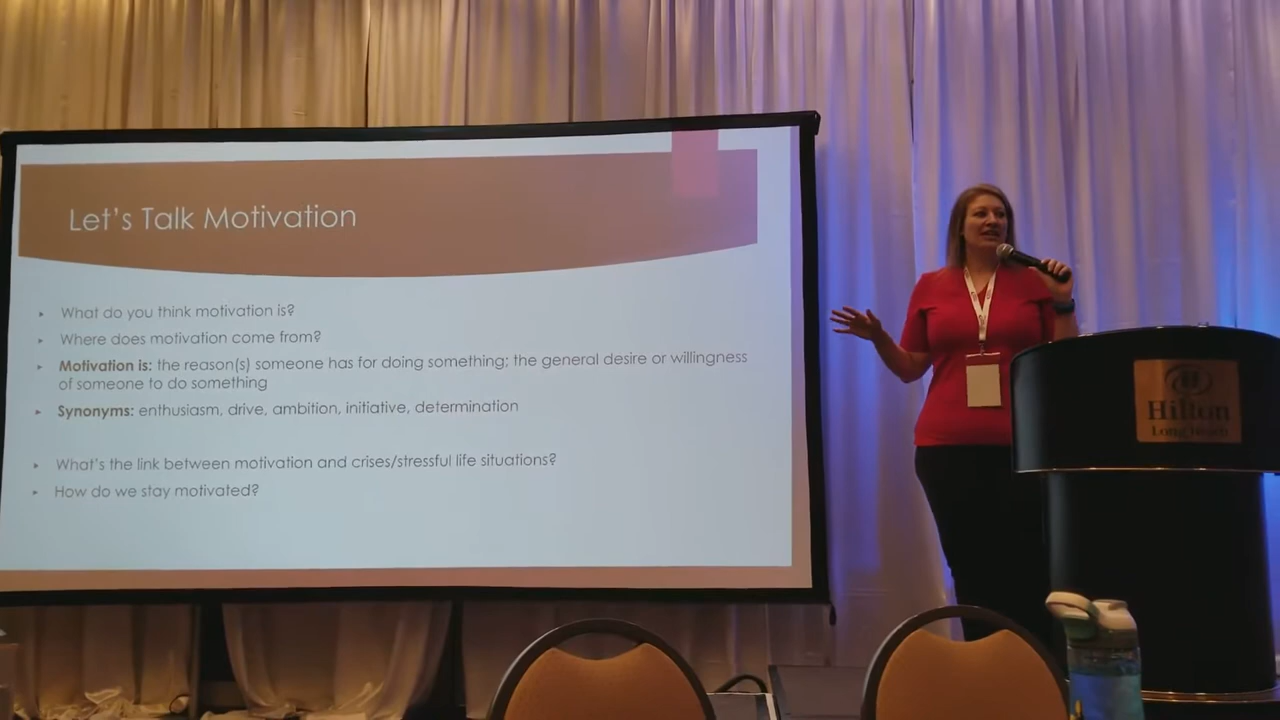 Let's Talk Motivation
What do you think motivation is?
Where does motivation come from?
Motivation is: the reason(s) someone has for doing something; the general desire or willingness
of someone to do something
Synonyms: enthusiasm, drive, ambition, initiative, determination
What's the link between motivation and crises/stressful life situations?
How do we stay motivated?
Hilton
Long Beach